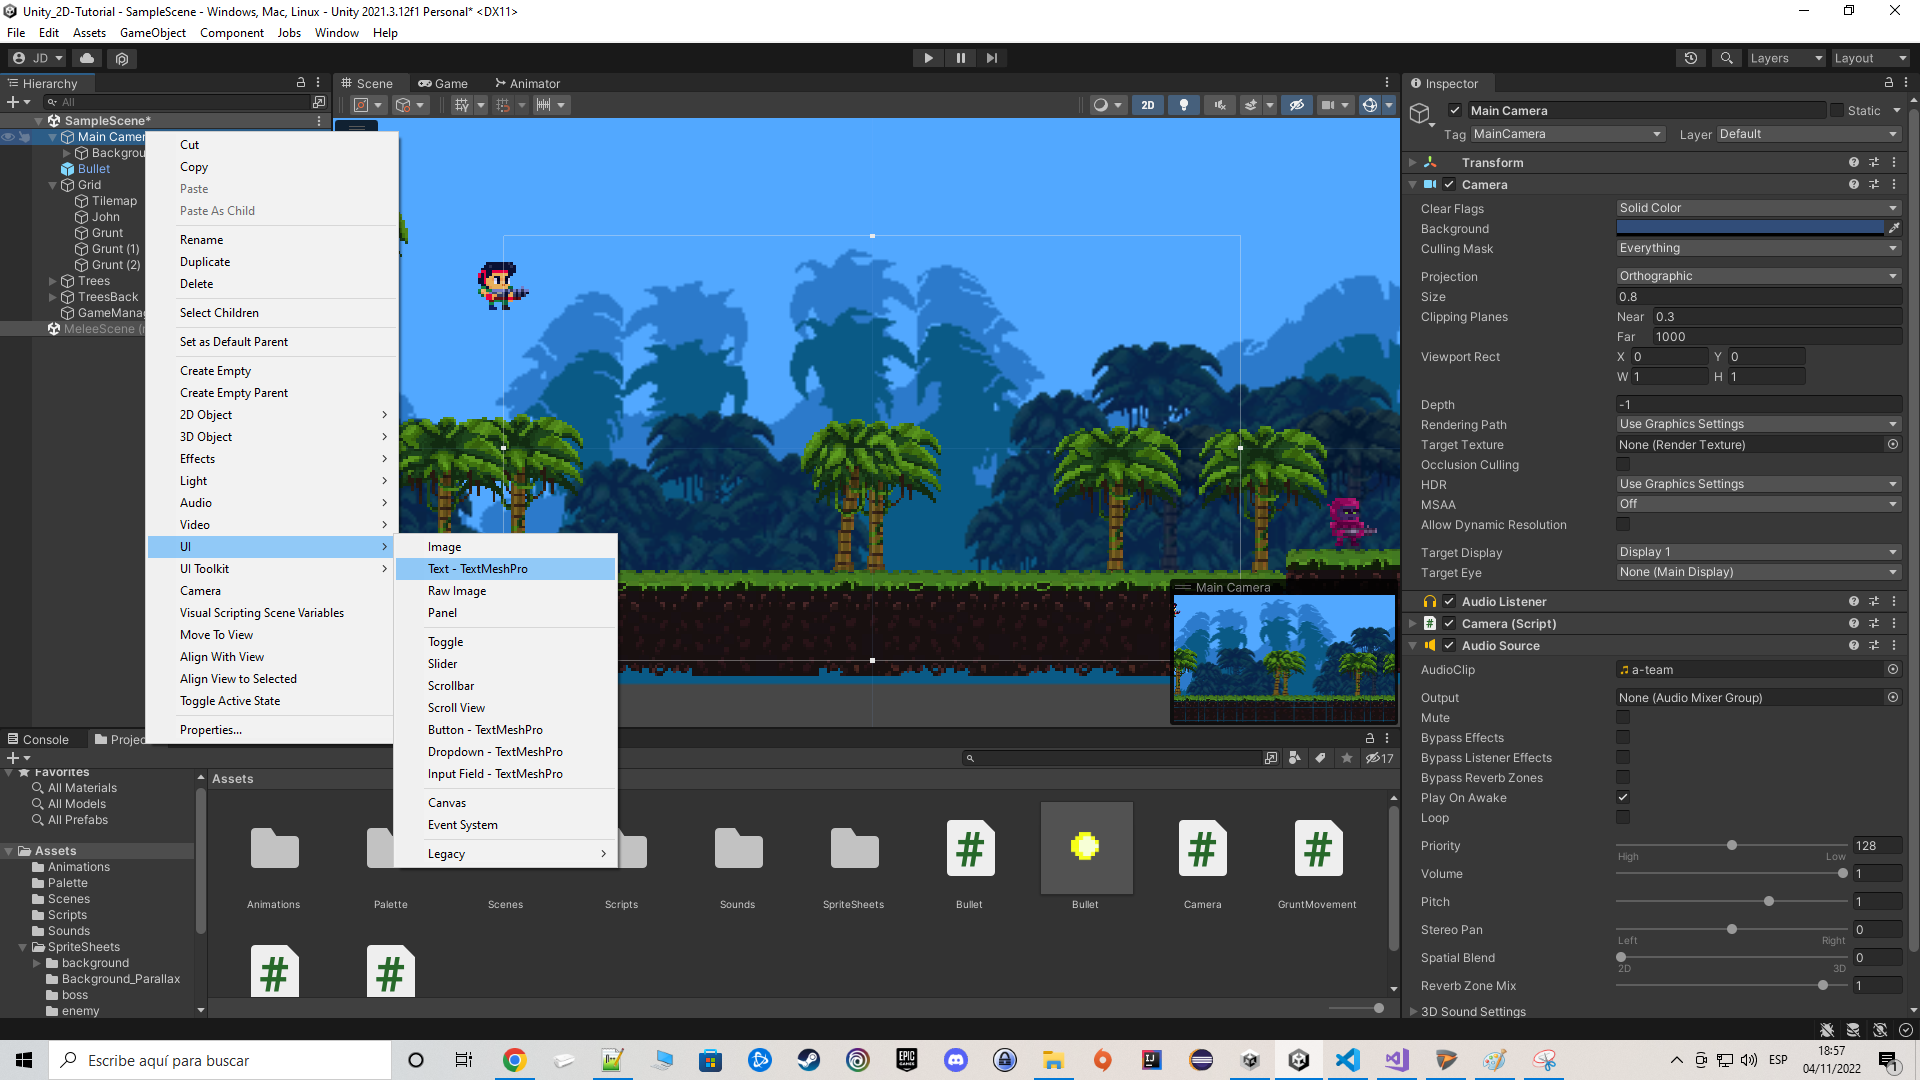 Unity_2D-Tutorial - SampleScene - Windows, Mac, Linux - Unity 2021.3.12f1 Personal* <DX11>
File Edit Assets GameObject Component Jobs Window Help
JD
Layers Layout
Hierarchy
All
SampleScene*
Main Camer
Backgrou
Bullet
Grid
Tilemap
John
Grunt
Grunt (1)
Grunt (2)
Trees
TreesBack
GameManag
MeleeScene (
Cut
Copy
Paste
Paste As Child
Rename
Duplicate
Delete
Select Children
Set as Default Parent
Create Empty
Create Empty Parent
2D Object
3D Object
Effects
Light
Audio
Video
UI
UI Toolkit
Camera
Visual Scripting Scene Variables
Move To View
Align With View
Align View to Selected
Toggle Active State
Properties...
Image
Text - TextMeshPro
Raw Image
Panel
Toggle
Slider
Scrollbar
Scroll View
Button - TextMeshPro
Dropdown - TextMeshPro
Input Field - TextMeshPro
Canvas
Event System
Legacy
Scene Game Animator
2D
Main Camera
Inspector
Main Camera Static
Tag MainCamera Layer Default
Transform
Camera
Clear Flags Solid Color
Background
Culling Mask Everything
Projection Orthographic
Size 0.8
Clipping Planes Near 0.3
Far 1000
Viewport Rect X 0 Y 0
W 1 H 1
Depth -1
Rendering Path Use Graphics Settings
Target Texture None (Render Texture)
Occlusion Culling
HDR Use Graphics Settings
MSAA Off
Allow Dynamic Resolution
Target Display Display 1
Target Eye None (Main Display)
Audio Listener
Camera (Script)
Audio Source
AudioClip a-team
Output None (Audio Mixer Group)
Mute
Bypass Effects
Bypass Listener Effects
Bypass Reverb Zones
Play On Awake
Loop
Priority 128
High Low
Volume 1
Pitch 1
Stereo Pan 0
Left Right
Spatial Blend 0
2D 3D
Reverb Zone Mix 1
3D Sound Settings
Console Projec
17
Favorites
All Materials
All Models
All Prefabs
Assets
Animations
Palette
Scenes
Scripts
Sounds
SpriteSheets
background
Background_Parallax
boss
enemy
Assets
Animations Palette Scenes Scripts Sounds SpriteSheets Bullet Bullet Camera GruntMovement
Escribe aquí para buscar
EPIC GAMES
IJ
ESP
18:57
04/11/2022
1